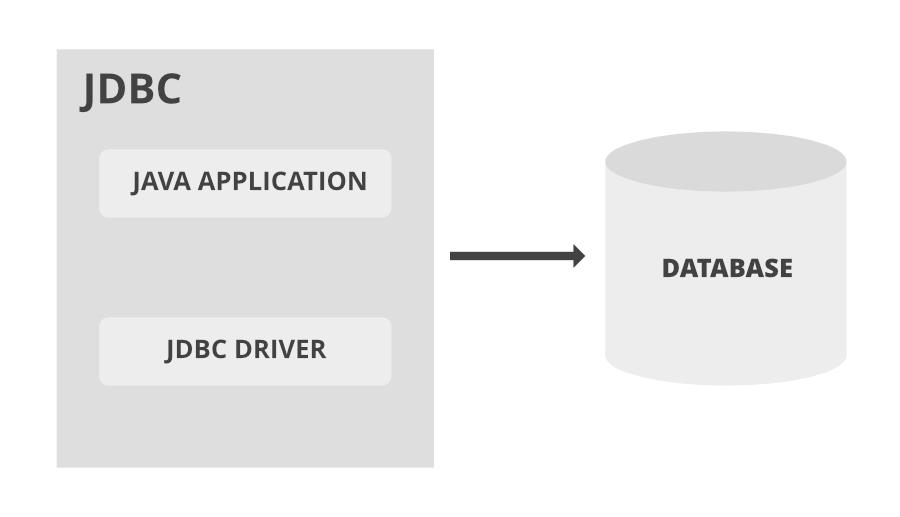 JDBC
JAVA APPLICATION
JDBC DRIVER
DATABASE